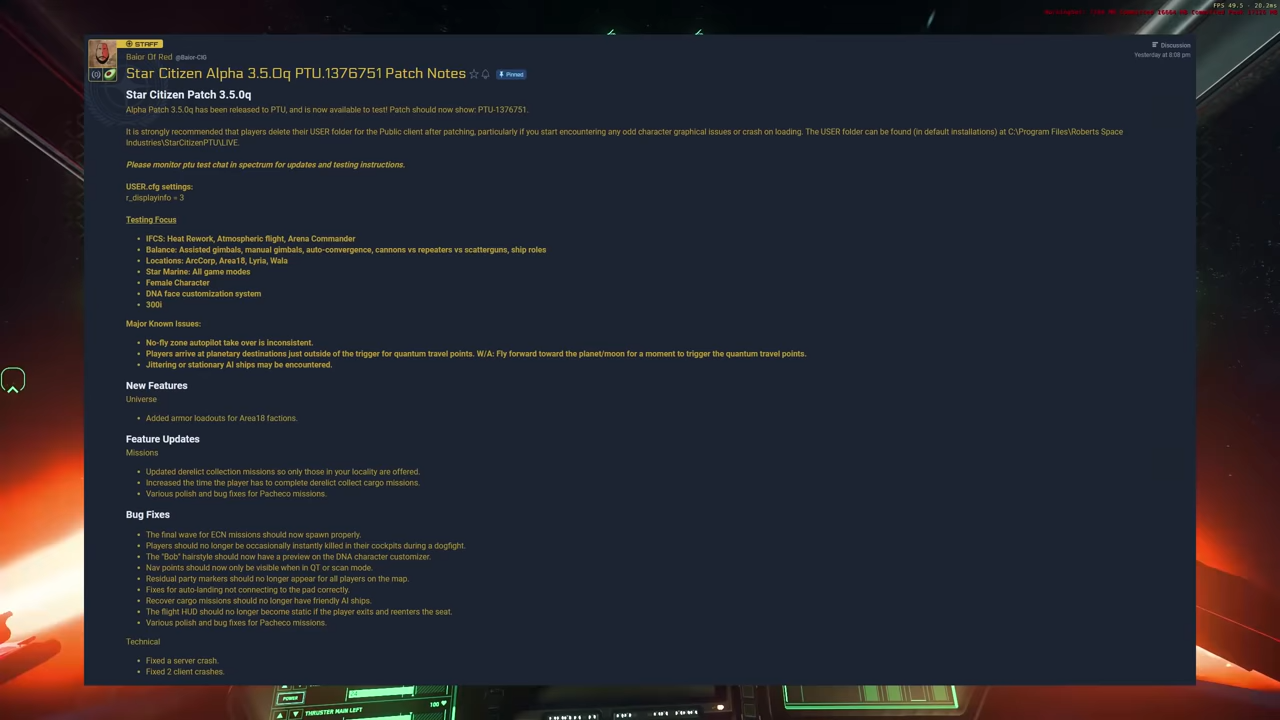 FPS 49.5 - 20.2ms
STAFF
Baior Of Red @Baior-CIG
Discussion
Yesterday at 8:08 pm
Star Citizen Alpha 3.5.0q PTU.1376751 Patch Notes
Pinned
Star Citizen Patch 3.5.0q
Alpha Patch 3.5.0q has been released to PTU, and is now available to test! Patch should now show: PTU-1376751.
It is strongly recommended that players delete their USER folder for the Public client after patching, particularly if you start encountering any odd character graphical issues or crash on loading. The USER folder can be found (in default installations) at C:\Program Files\Roberts Space
Industries\StarCitizenPTU\LIVE.
Please monitor ptu test chat in spectrum for updates and testing instructions.
USER.cfg settings:
r_displayinfo = 3
Testing Focus
• IFCS: Heat Rework, Atmospheric flight, Arena Commander
• Balance: Assisted gimbals, manual gimbals, auto-convergence, cannons vs repeaters vs scatterguns, ship roles
• Locations: ArcCorp, Area18, Lyria, Wala
• Star Marine: All game modes
• Female Character
• DNA face customization system
• 300i
Major Known Issues:
• No-fly zone autopilot take over is inconsistent.
• Players arrive at planetary destinations just outside of the trigger for quantum travel points. W/A: Fly forward toward the planet/moon for a moment to trigger the quantum travel points.
• Jittering or stationary AI ships may be encountered.
New Features
Universe
• Added armor loadouts for Area18 factions.
Feature Updates
Missions
• Updated derelict collection missions so only those in your locality are offered.
• Increased the time the player has to complete derelict collect cargo missions.
• Various polish and bug fixes for Pacheco missions.
Bug Fixes
• The final wave for ECN missions should now spawn properly.
• Players should no longer be occasionally instantly killed in their cockpits during a dogfight.
• The "Bob" hairstyle should now have a preview on the DNA character customizer.
• Nav points should now only be visible when in QT or scan mode.
• Residual party markers should no longer appear for all players on the map.
• Fixes for auto-landing not connecting to the pad correctly.
• Recover cargo missions should no longer have friendly AI ships.
• The flight HUD should no longer become static if the player exits and reenters the seat.
• Various polish and bug fixes for Pacheco missions.
Technical
• Fixed a server crash.
• Fixed 2 client crashes.
POWER
THRUSTER MAIN LEFT
100